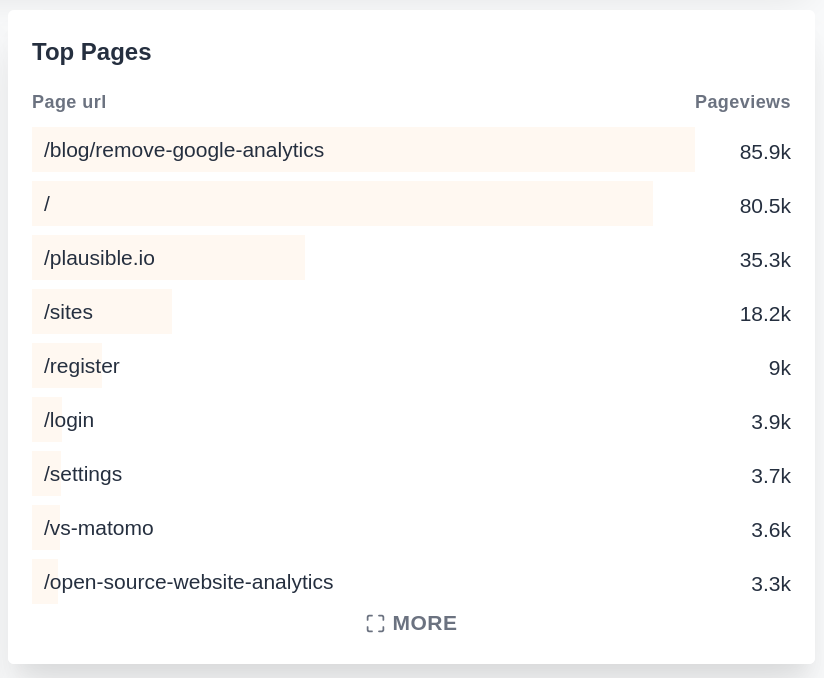 Top Pages
Page url Pageviews
/blog/remove-google-analytics 85.9k
/ 80.5k
/plausible.io 35.3k
/sites 18.2k
/register 9k
/login 3.9k
/settings 3.7k
/vs-matomo 3.6k
/open-source-website-analytics 3.3k
MORE